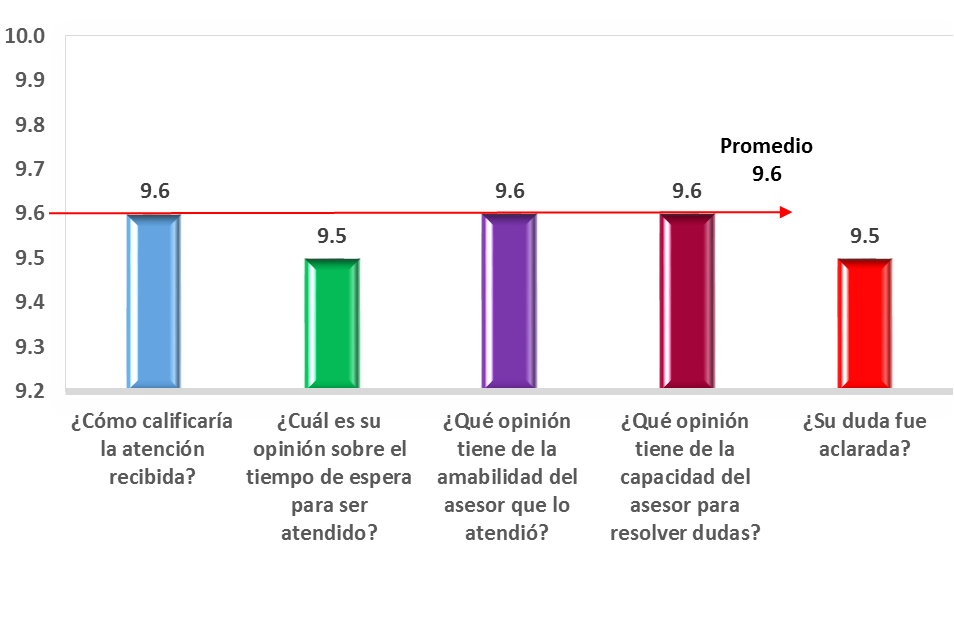 10.0
9.9
9.8
9.7
9.6
9.5
9.4
9.3
9.2
Promedio
9.6
9.6
9.5
9.6
9.6
9.5
¿Cómo calificaría
la atención
recibida?
¿Cuál es su
opinión sobre el
tiempo de espera
para ser
atendido?
¿Qué opinión
tiene de la
amabilidad del
asesor que lo
atendió?
¿Qué opinión
tiene de la
capacidad del
asesor para
resolver dudas?
¿Su duda fue
aclarada?